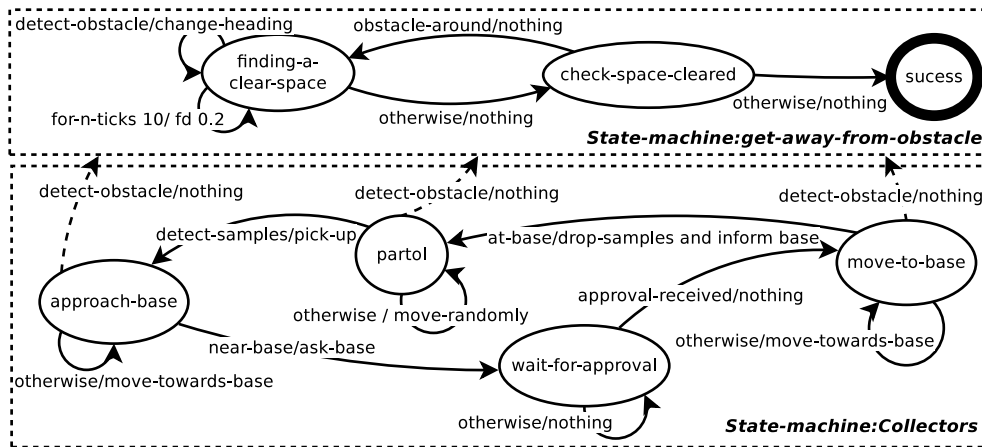 detect-obstacle/change-heading
obstacle-around/nothing
finding-a-
clear-space
check-space-cleared
sucess
for-n-ticks 10/ fd 0.2
otherwise/nothing
otherwise/nothing
State-machine:get-away-from-obstacle
detect-obstacle/nothing
detect-obstacle/nothing
detect-obstacle/nothing
detect-samples/pick-up
partol
at-base/drop-samples and inform base
move-to-base
approach-base
otherwise / move-randomly
approval-received/nothing
near-base/ask-base
otherwise/move-towards-base
wait-for-approval
otherwise/move-towards-base
otherwise/nothing
State-machine:Collectors